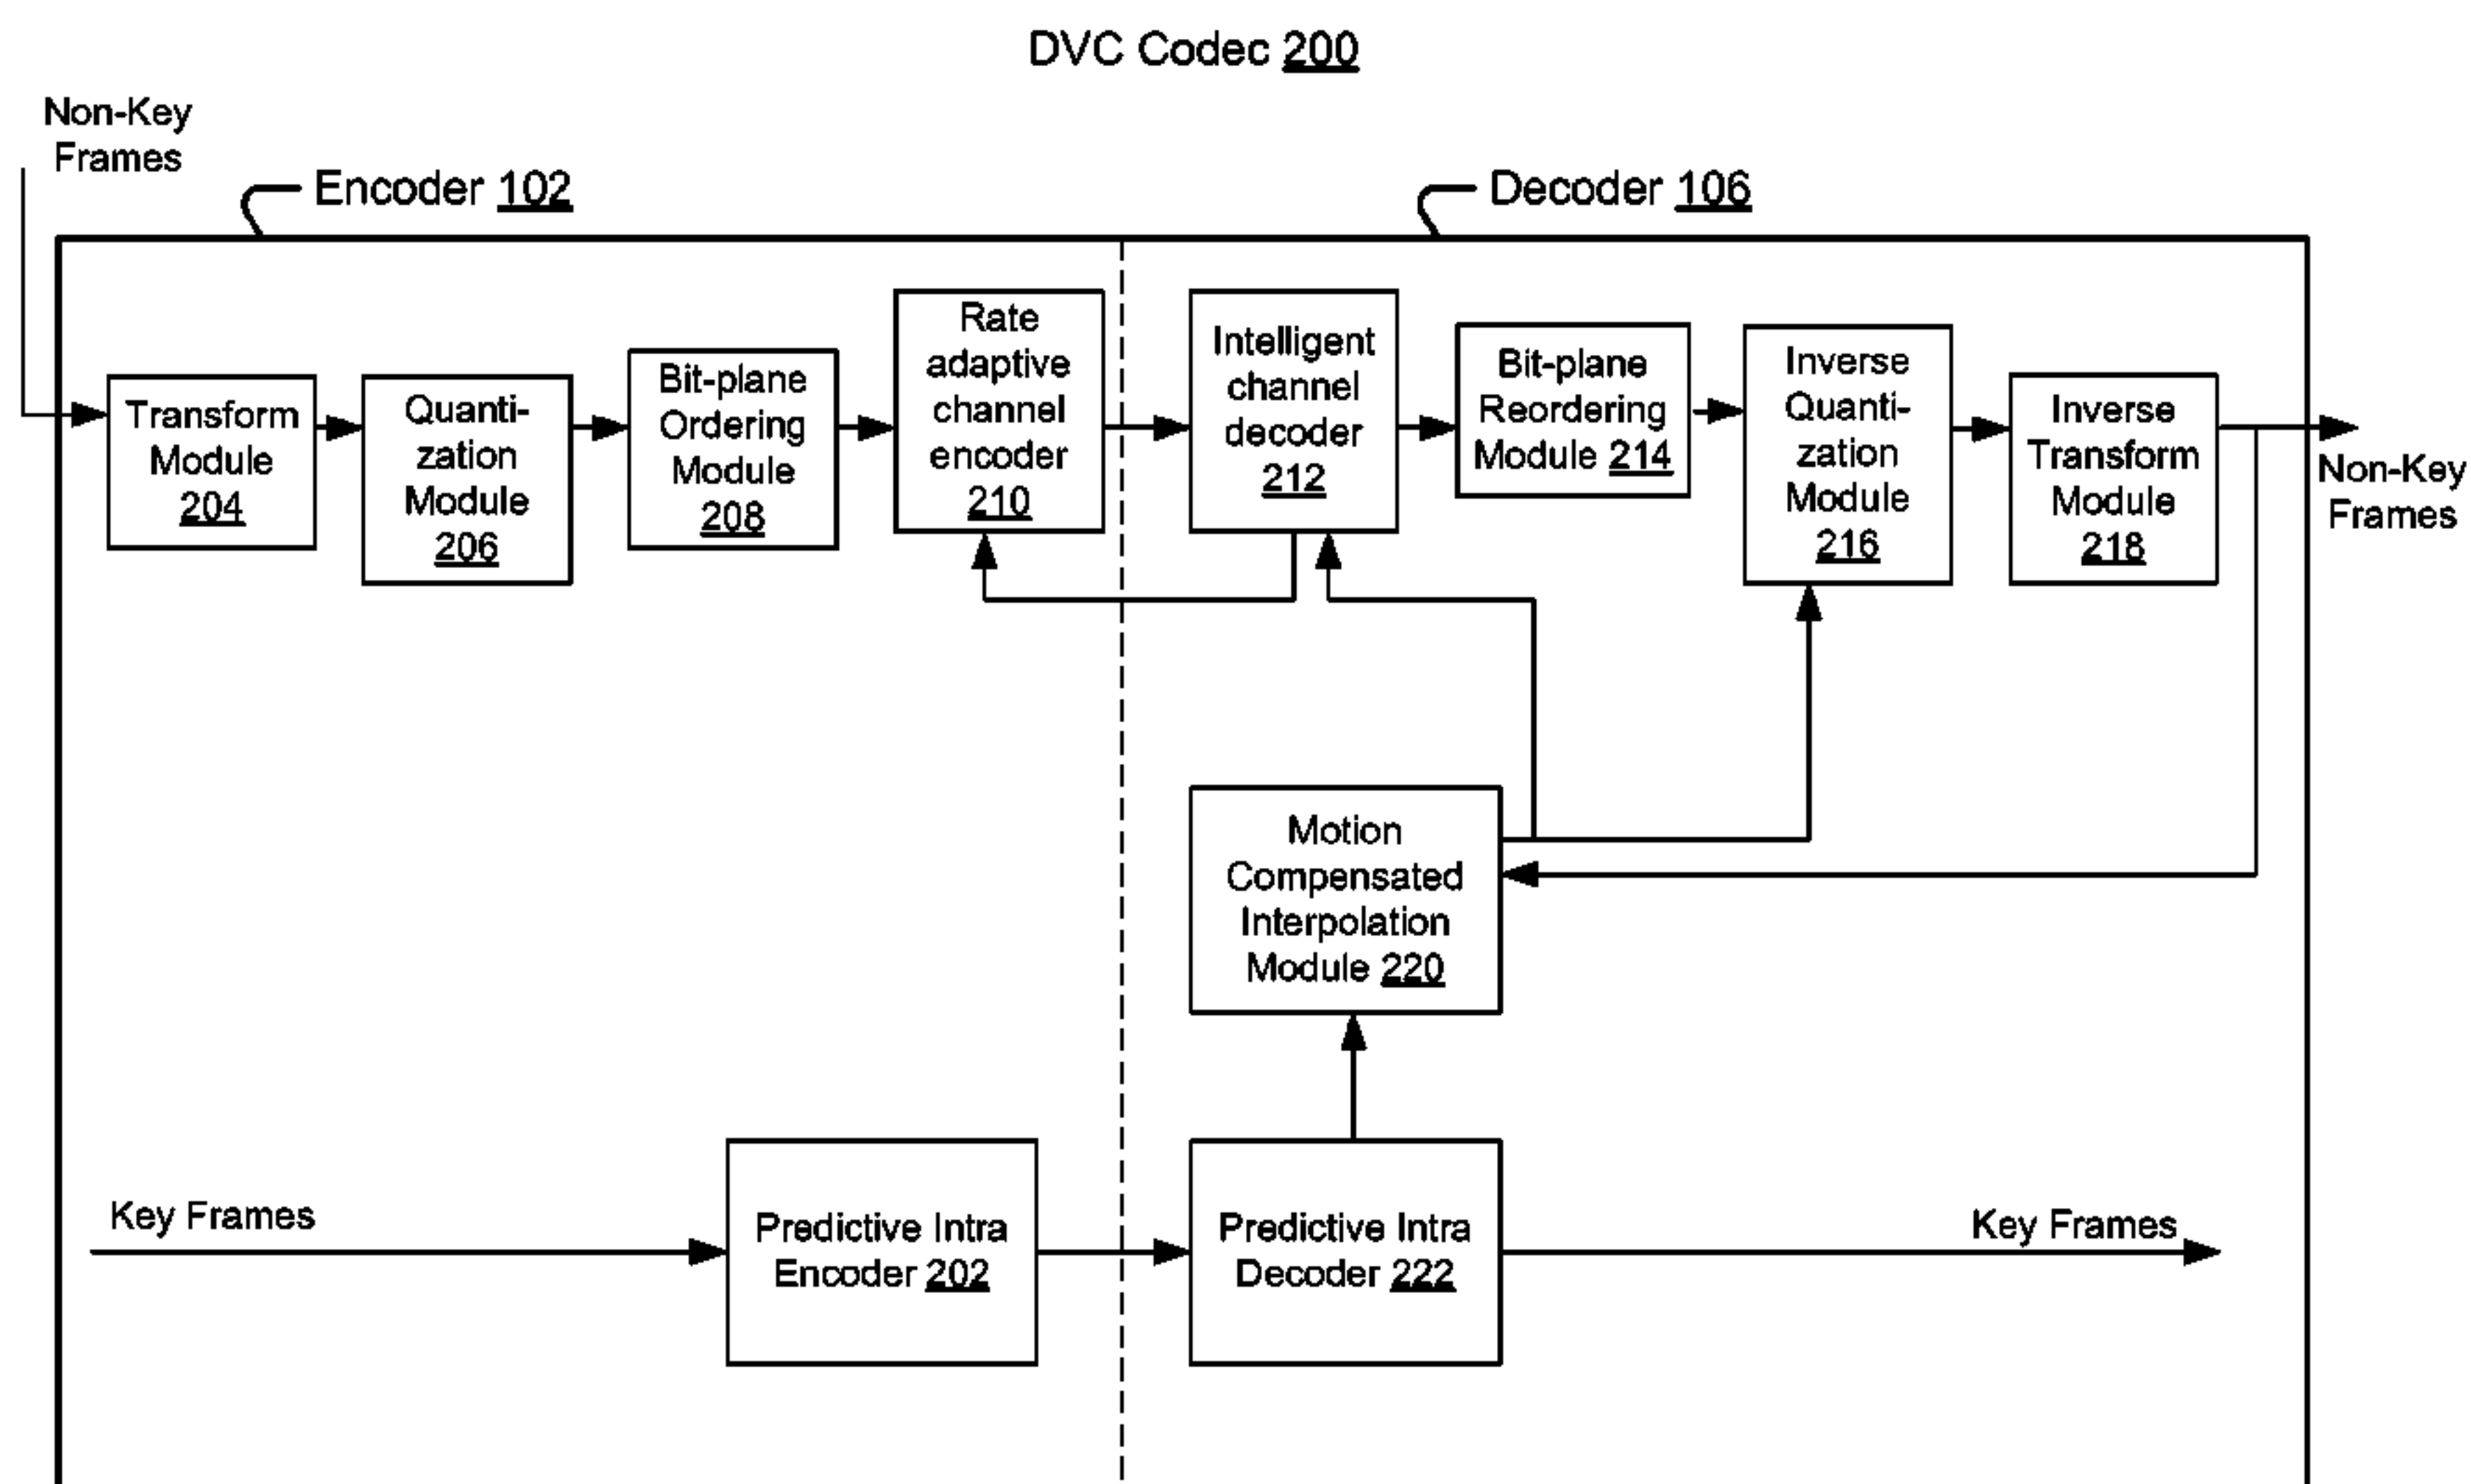 DVC Codec 200
Non-Key
Frames
Encoder 102
Decoder 106
Transform
Module
204
Quanti-
zation
Module
206
Bit-plane
Ordering
Module
208
Rate
adaptive
channel
encoder
210
Intelligent
channel
decoder
212
Bit-plane
Reordering
Module 214
Inverse
Quanti-
zation
Module
216
Inverse
Transform
Module
218
Non-Key
Frames
Motion
Compensated
Interpolation
Module 220
Key Frames
Predictive Intra
Encoder 202
Predictive Intra
Decoder 222
Key Frames